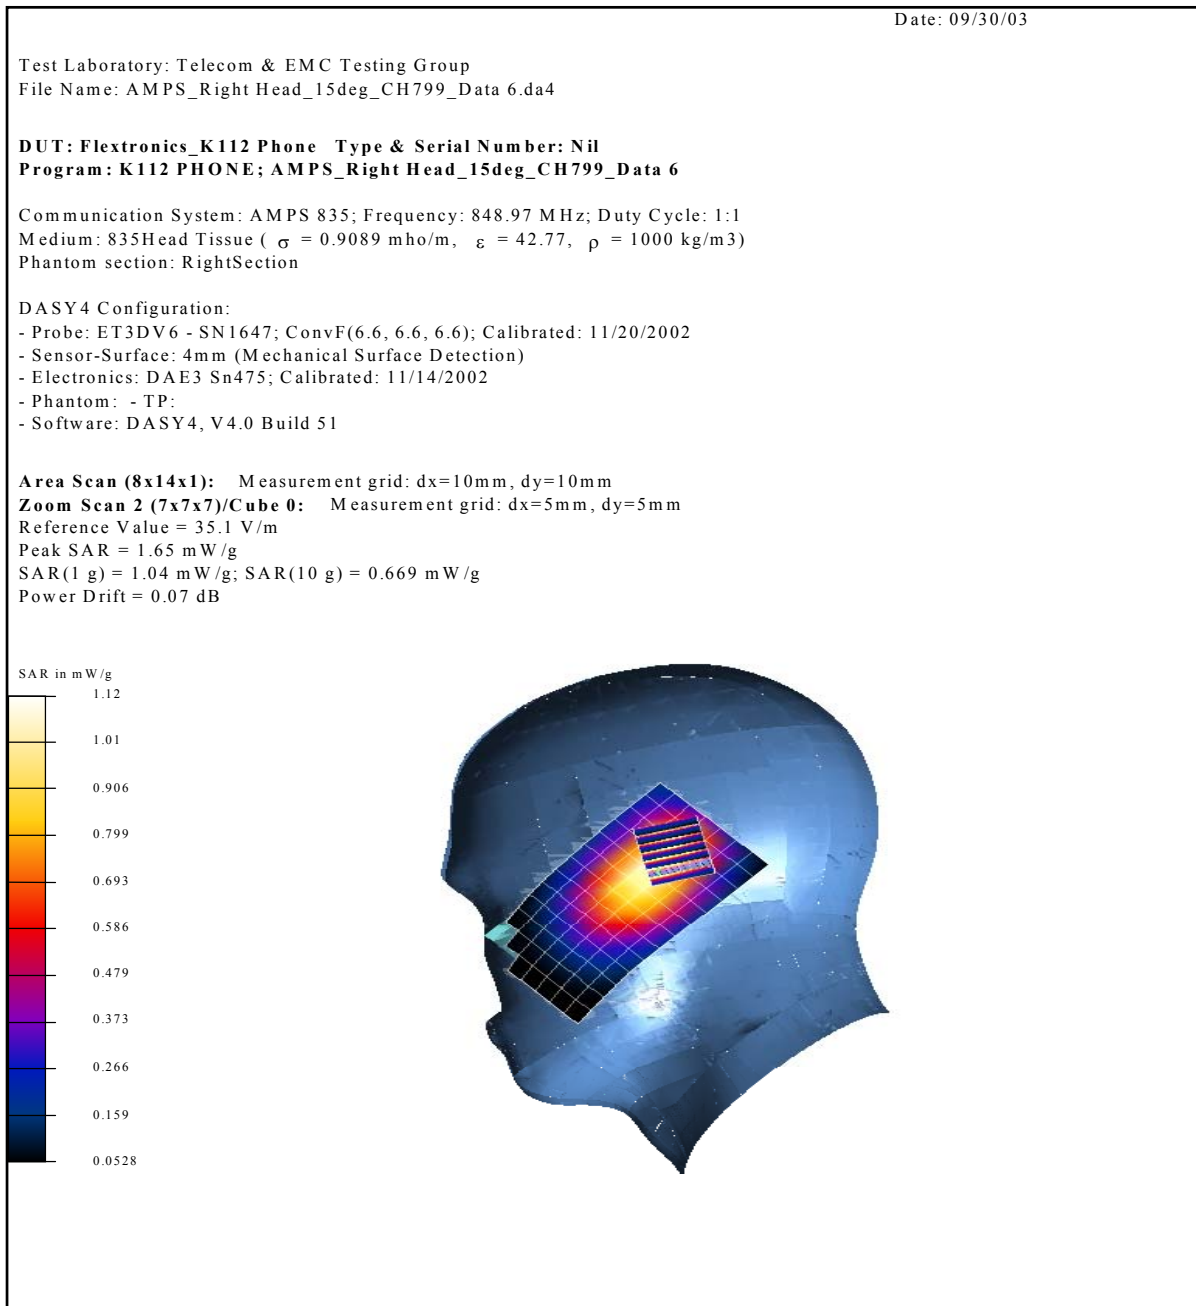 Date: 09/30/03
Test Laboratory: Telecom & EMC Testing Group
File Name: AMPS_Right Head_15deg_CH799_Data 6.da4
DUT: Flextronics_K112 Phone Type & Serial Number: Nil
Program: K112 PHONE; AMPS_Right Head_15deg_CH799_Data 6
Communication System: AMPS 835; Frequency: 848.97 MHz; Duty Cycle: 1:1
Medium: 835Head Tissue ( σ = 0.9089 mho/m, ε = 42.77, ρ = 1000 kg/m3)
Phantom section: RightSection
DASY4 Configuration:
- Probe: ET3DV6 - SN1647; ConvF(6.6, 6.6, 6.6); Calibrated: 11/20/2002
- Sensor-Surface: 4mm (Mechanical Surface Detection)
- Electronics: DAE3 Sn475; Calibrated: 11/14/2002
- Phantom: - TP:
- Software: DASY4, V4.0 Build 51
Area Scan (8x14x1): Measurement grid: dx=10mm, dy=10mm
Zoom Scan 2 (7x7x7)/Cube 0: Measurement grid: dx=5mm, dy=5mm
Reference Value = 35.1 V/m
Peak SAR = 1.65 mW/g
SAR(1 g) = 1.04 mW/g; SAR(10 g) = 0.669 mW/g
Power Drift = 0.07 dB
SAR in mW/g
1.12
1.01
0.906
0.799
0.693
0.586
0.479
0.373
0.266
0.159
0.0528